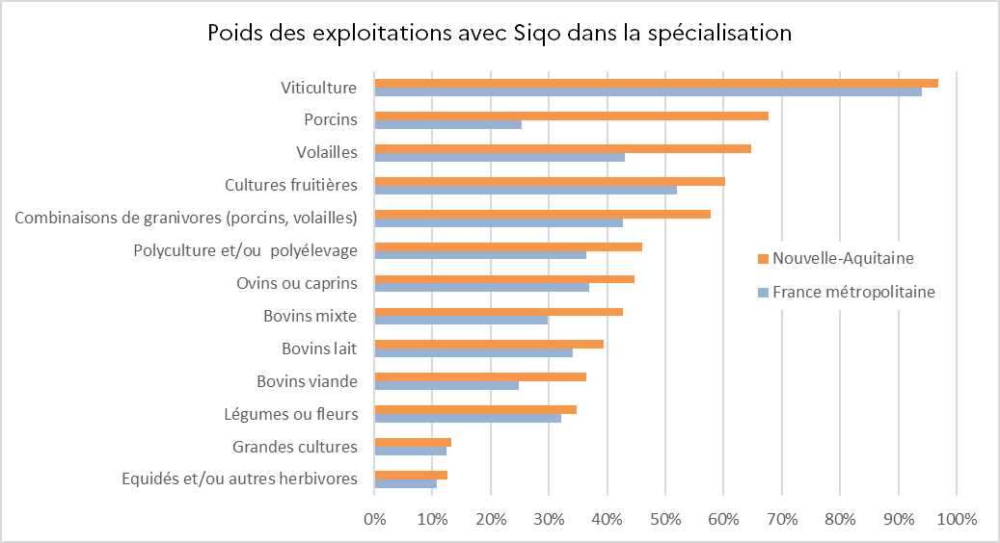 Poids des exploitations avec Siqo dans la spécialisation
Viticulture
Porcins
Volailles
Cultures fruitières
Combinaisons de granivores (porcins, volailles)
Polyculture et/ou  polyélevage
Ovins ou caprins
Bovins mixte
Bovins lait
Bovins viande
Légumes ou fleurs
Grandes cultures
Equidés et/ou autres herbivores
Nouvelle-Aquitaine
France métropolitaine
0% 10% 20% 30% 40% 50% 60% 70% 80% 90% 100%